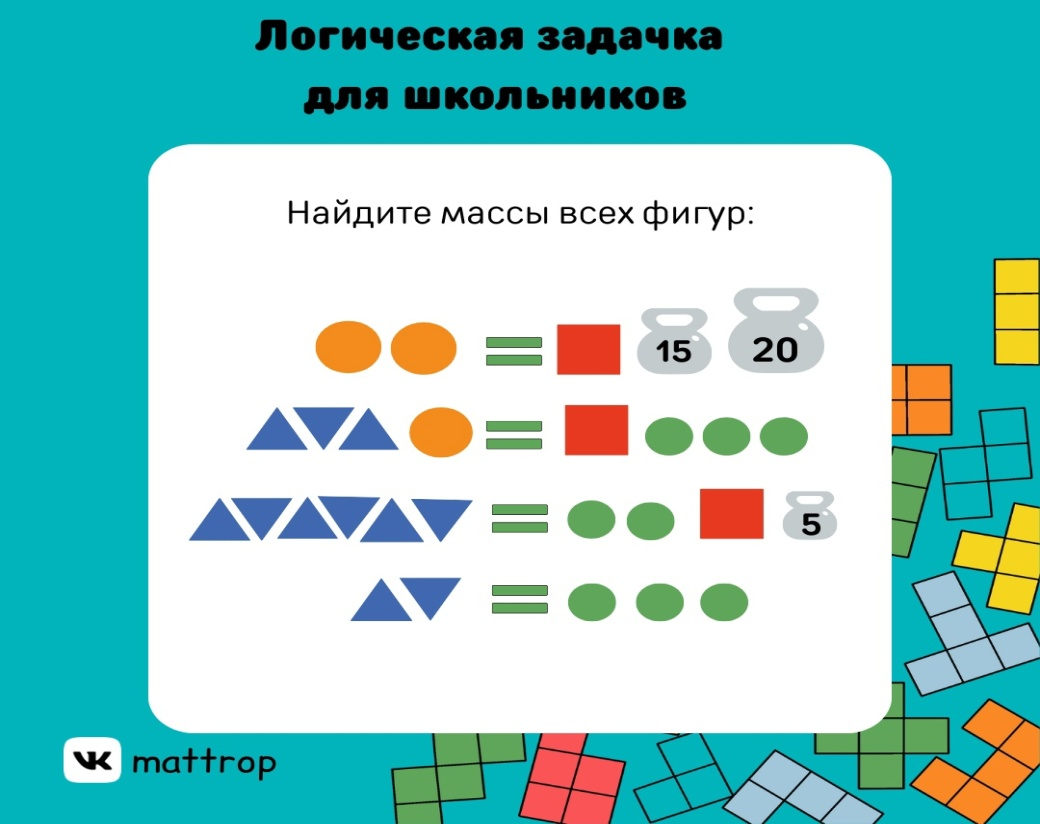 Логическая задачка
для школьников
Найдите массы всех фигур:
15 20
5
mattrop